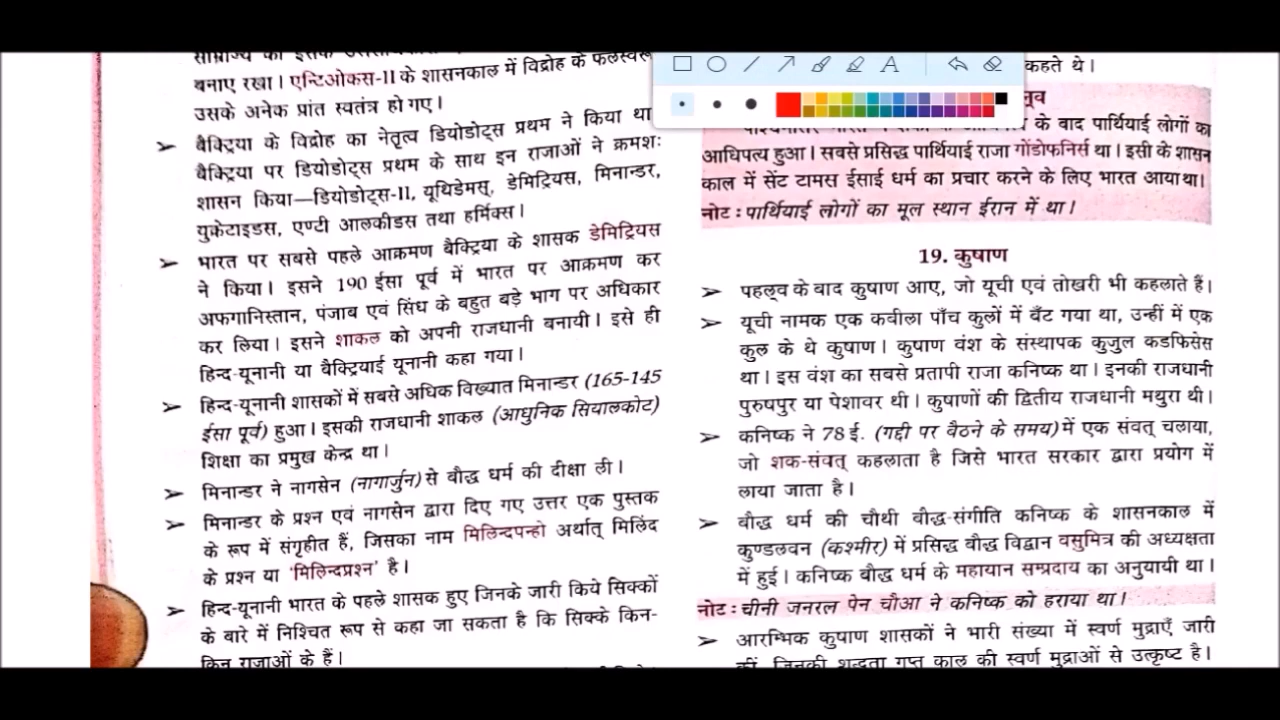 बनाए रखा। एन्टिओकस-II के शासनकाल में विद्रोह के फलस्वरू
उसके अनेक प्रांत स्वतंत्र हो गए।
➢ बैक्ट्रिया के विद्रोह का नेतृत्व डियोडोट्स प्रथम ने किया था
बैक्ट्रिया पर डियोडोट्स प्रथम के साथ इन राजाओं ने क्रमशः
शासन किया—डियोडोट्स-II, यूथिडेमस्, डेमिट्रियस, मिनान्डर,
युक्रेटाइडस, एण्टी आलकीडस तथा हर्मिक्स।
➢ भारत पर सबसे पहले आक्रमण बैक्ट्रिया के शासक डेमिट्रियस
ने किया। इसने 190 ईसा पूर्व में भारत पर आक्रमण कर
अफगानिस्तान, पंजाब एवं सिंध के बहुत बड़े भाग पर अधिकार
कर लिया। इसने शाकल को अपनी राजधानी बनायी। इसे ही
हिन्द-यूनानी या बैक्ट्रियाई यूनानी कहा गया।
➢ हिन्द-यूनानी शासकों में सबसे अधिक विख्यात मिनान्डर (165-145
ईसा पूर्व) हुआ। इसकी राजधानी शाकल (आधुनिक सियालकोट)
शिक्षा का प्रमुख केन्द्र था।
➢ मिनान्डर ने नागसेन (नागार्जुन) से बौद्ध धर्म की दीक्षा ली।
➢ मिनान्डर के प्रश्न एवं नागसेन द्वारा दिए गए उत्तर एक पुस्तक
के रूप में संगृहीत हैं, जिसका नाम मिलिन्दपन्हो अर्थात् मिलिंद
के प्रश्न या 'मिलिन्दप्रश्न' है।
➢ हिन्द-यूनानी भारत के पहले शासक हुए जिनके जारी किये सिक्कों
के बारे में निश्चित रूप से कहा जा सकता है कि सिक्के किन-
किन राजाओं के हैं।
A
कहते थे।
के बाद पार्थियाई लोगों का
आधिपत्य हुआ। सबसे प्रसिद्ध पार्थियाई राजा गोंडोफनिर्स था। इसी के शासन
काल में सेंट टामस ईसाई धर्म का प्रचार करने के लिए भारत आया था।
नोट : पार्थियाई लोगों का मूल स्थान ईरान में था।
19. कुषाण
➢ पहलव के बाद कुषाण आए, जो यूची एवं तोखरी भी कहलाते हैं।
➢ यूची नामक एक कबीला पाँच कुलों में बँट गया था, उन्हीं में एक
कुल के थे कुषाण। कुषाण वंश के संस्थापक कुजुल कडफिसेस
था। इस वंश का सबसे प्रतापी राजा कनिष्क था। इनकी राजधानी
पुरुषपुर या पेशावर थी। कुषाणों की द्वितीय राजधानी मथुरा थी।
➢ कनिष्क ने 78 ई. (गद्दी पर बैठने के समय) में एक संवत् चलाया,
जो शक-संवत् कहलाता है जिसे भारत सरकार द्वारा प्रयोग में
लाया जाता है।
➢ बौद्ध धर्म की चौथी बौद्ध-संगीति कनिष्क के शासनकाल में
कुण्डलवन (कश्मीर) में प्रसिद्ध बौद्ध विद्वान वसुमित्र की अध्यक्षता
में हुई। कनिष्क बौद्ध धर्म के महायान सम्प्रदाय का अनुयायी था।
नोट : चीनी जनरल पेन चौआ ने कनिष्क को हराया था।
➢ आरम्भिक कुषाण शासकों ने भारी संख्या में स्वर्ण मुद्राएँ जारी
कीं, जिनकी शुद्धता गुप्त काल की स्वर्ण मुद्राओं से उत्कृष्ट है।